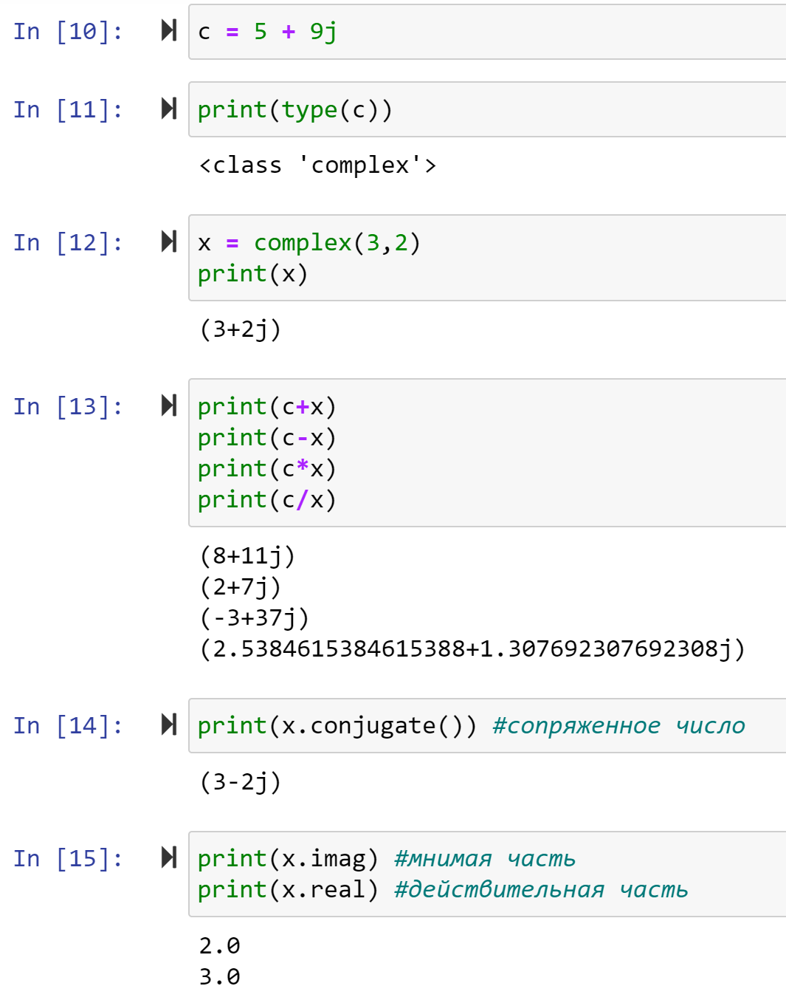 In [10]: c = 5 + 9j
In [11]: print(type(c))
<class 'complex'>
In [12]: x = complex(3,2)
print(x)
(3+2j)
In [13]: print(c+x)
print(c-x)
print(c*x)
print(c/x)
(8+11j)
(2+7j)
(-3+37j)
(2.5384615384615388+1.307692307692308j)
In [14]: print(x.conjugate()) #сопряженное число
(3-2j)
In [15]: print(x.imag) #мнимая часть
print(x.real) #действительная часть
2.0
3.0